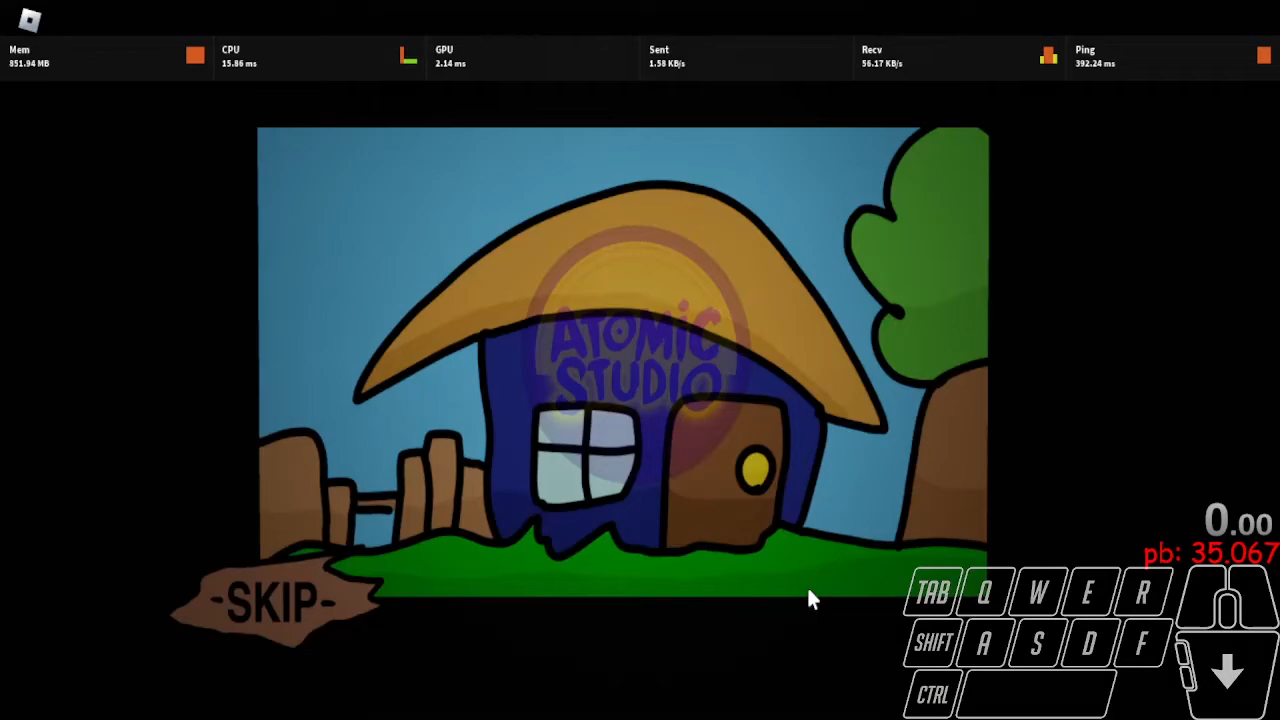 Mem CPU GPU Sent Recv Ping
851.94 MB 15.86 ms 2.14 ms 1.58 KB/s 56.17 KB/s 392.24 ms
ATOMIC
STUDIO
0.00
pb: 35.067
-SKIP-
TAB Q W E R
SHIFT A S D F
CTRL